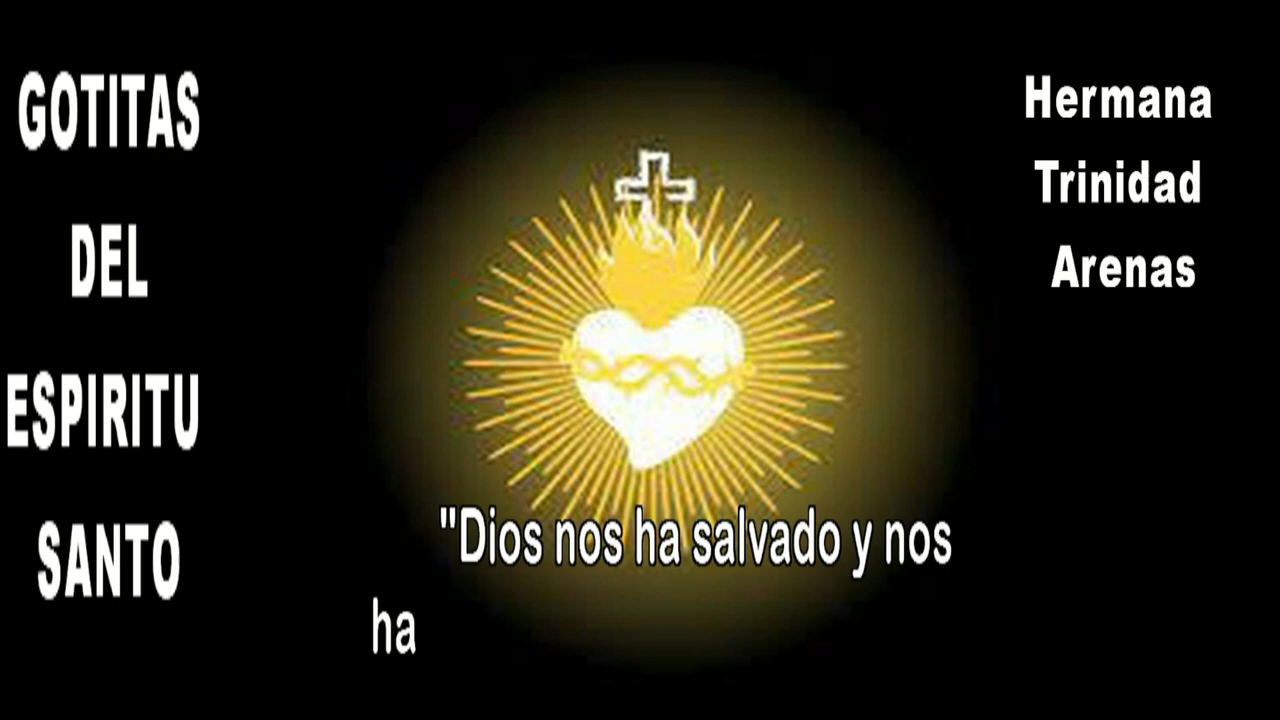 GOTITAS
DEL
ESPIRITU
SANTO
Hermana
Trinidad
Arenas
"Dios nos ha salvado y nos
ha